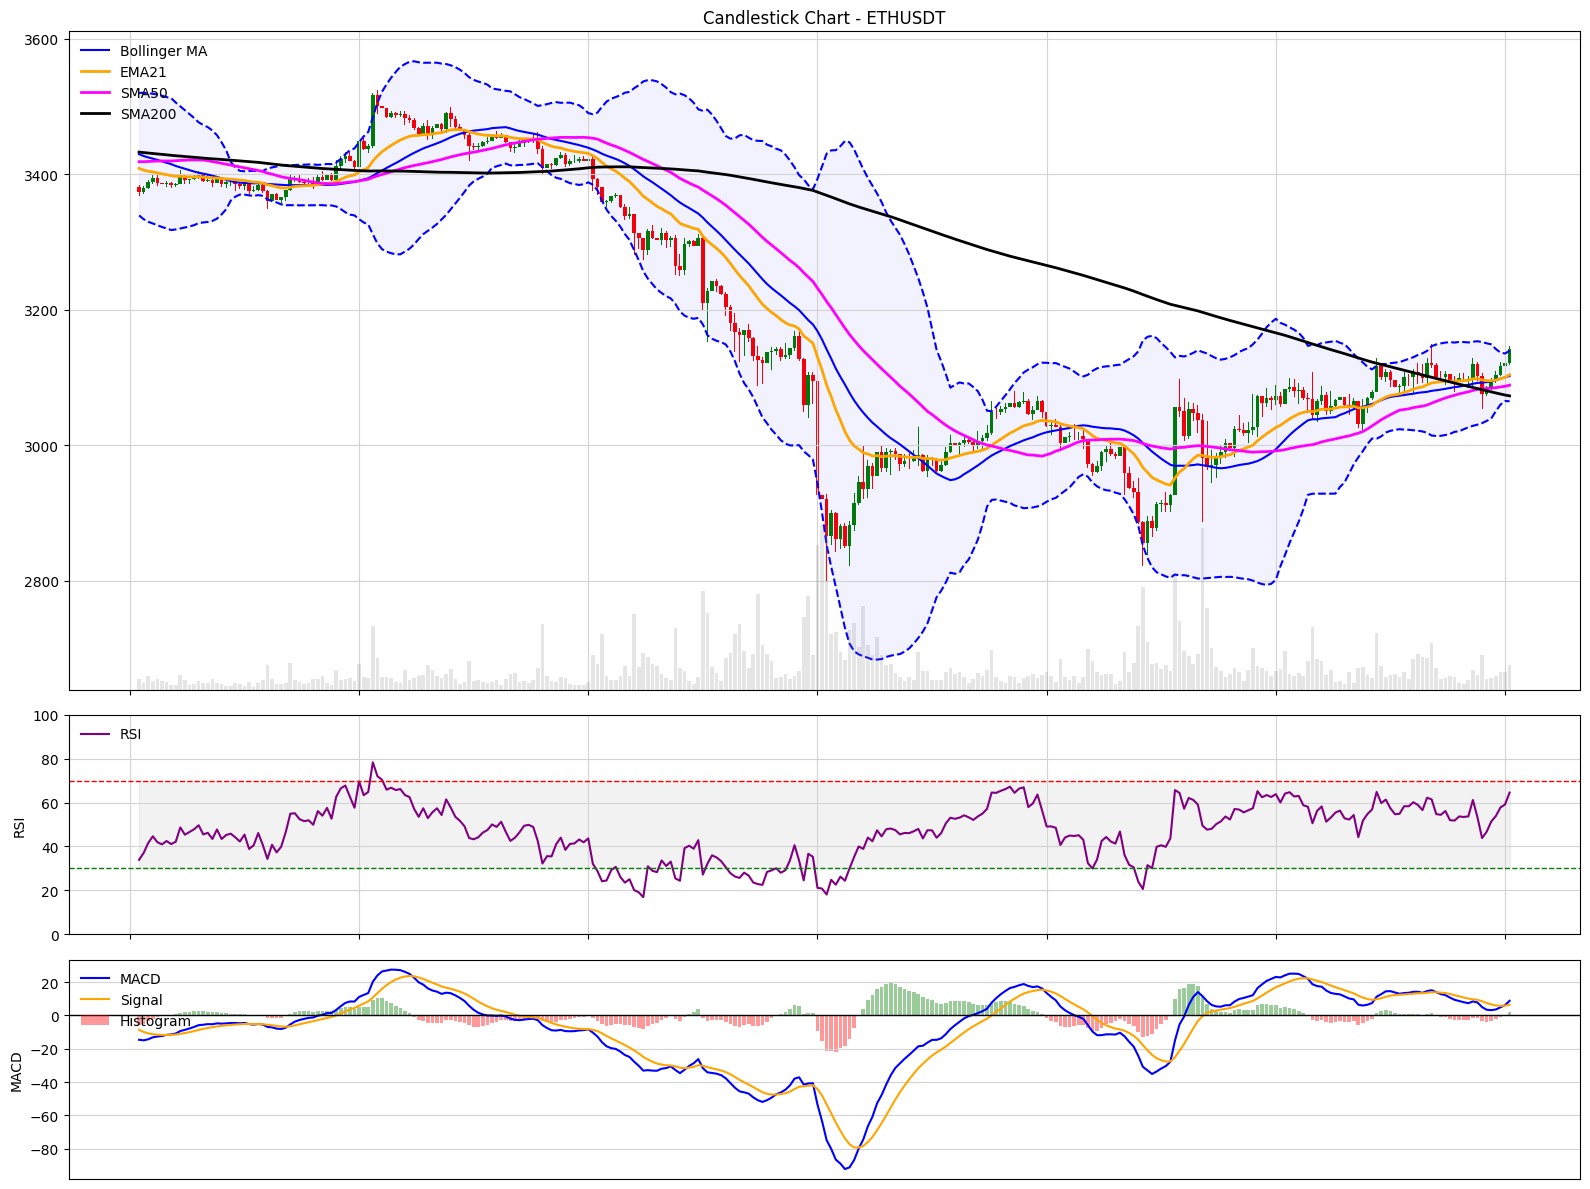 Candlestick Chart - ETHUSDT
3600
3400
3200
3000
2800
Bollinger MA
EMA21
SMA50
SMA200
100
80
60
40
20
0
RSI
RSI
20
0
−20
−40
−60
−80
MACD
MACD
Signal
Histogram